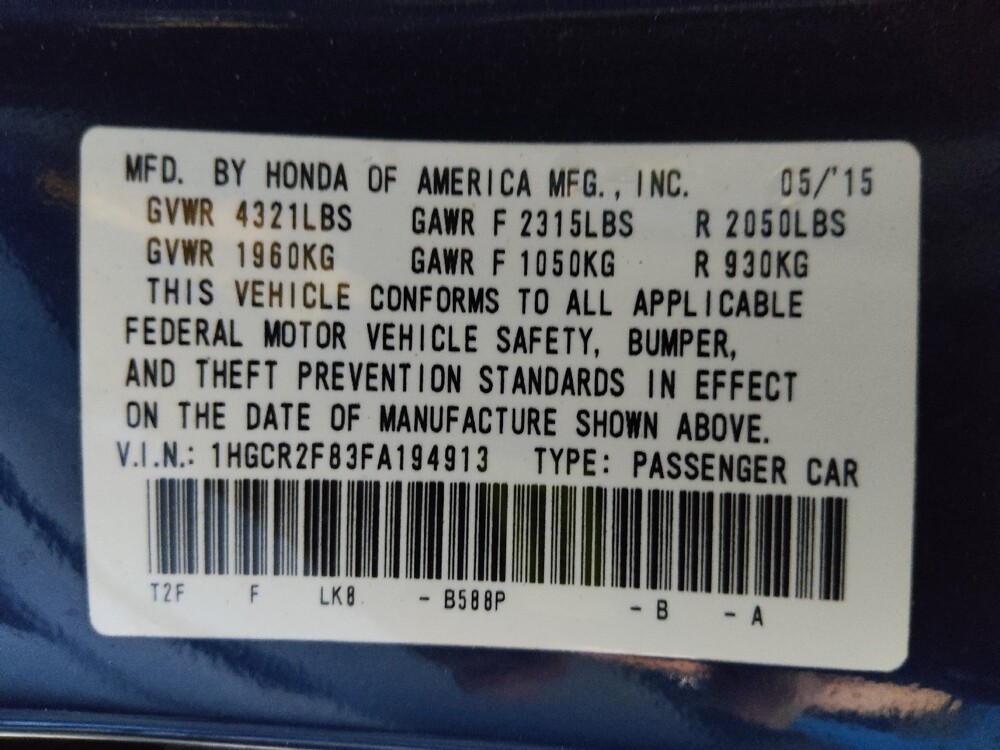 MFD. BY HONDA OF AMERICA MFG., INC. 05/'15
GVWR 4321LBS GAWR F 2315LBS R 2050LBS
GVWR 1960KG GAWR F 1050KG R 930KG
THIS VEHICLE CONFORMS TO ALL APPLICABLE
FEDERAL MOTOR VEHICLE SAFETY, BUMPER,
AND THEFT PREVENTION STANDARDS IN EFFECT
ON THE DATE OF MANUFACTURE SHOWN ABOVE.
V.I.N.: 1HGCR2F83FA194913 TYPE: PASSENGER CAR
T2F F LK8 - B588P - B - A